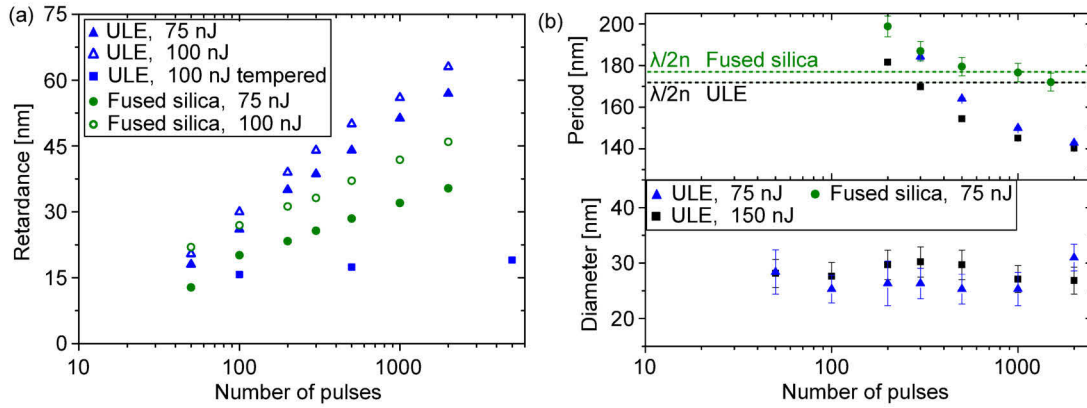 (a)
75
60
45
30
15
0
Retardance [nm]
ULE, 75 nJ
ULE, 100 nJ
ULE, 100 nJ tempered
Fused silica, 75 nJ
Fused silica, 100 nJ
10
100
1000
Number of pulses
(b)
200
180
160
140
Period [nm]
λ/2n Fused silica
λ/2n ULE
40
30
20
Diameter [nm]
ULE, 75 nJ
Fused silica, 75 nJ
ULE, 150 nJ
10
100
1000
Number of pulses